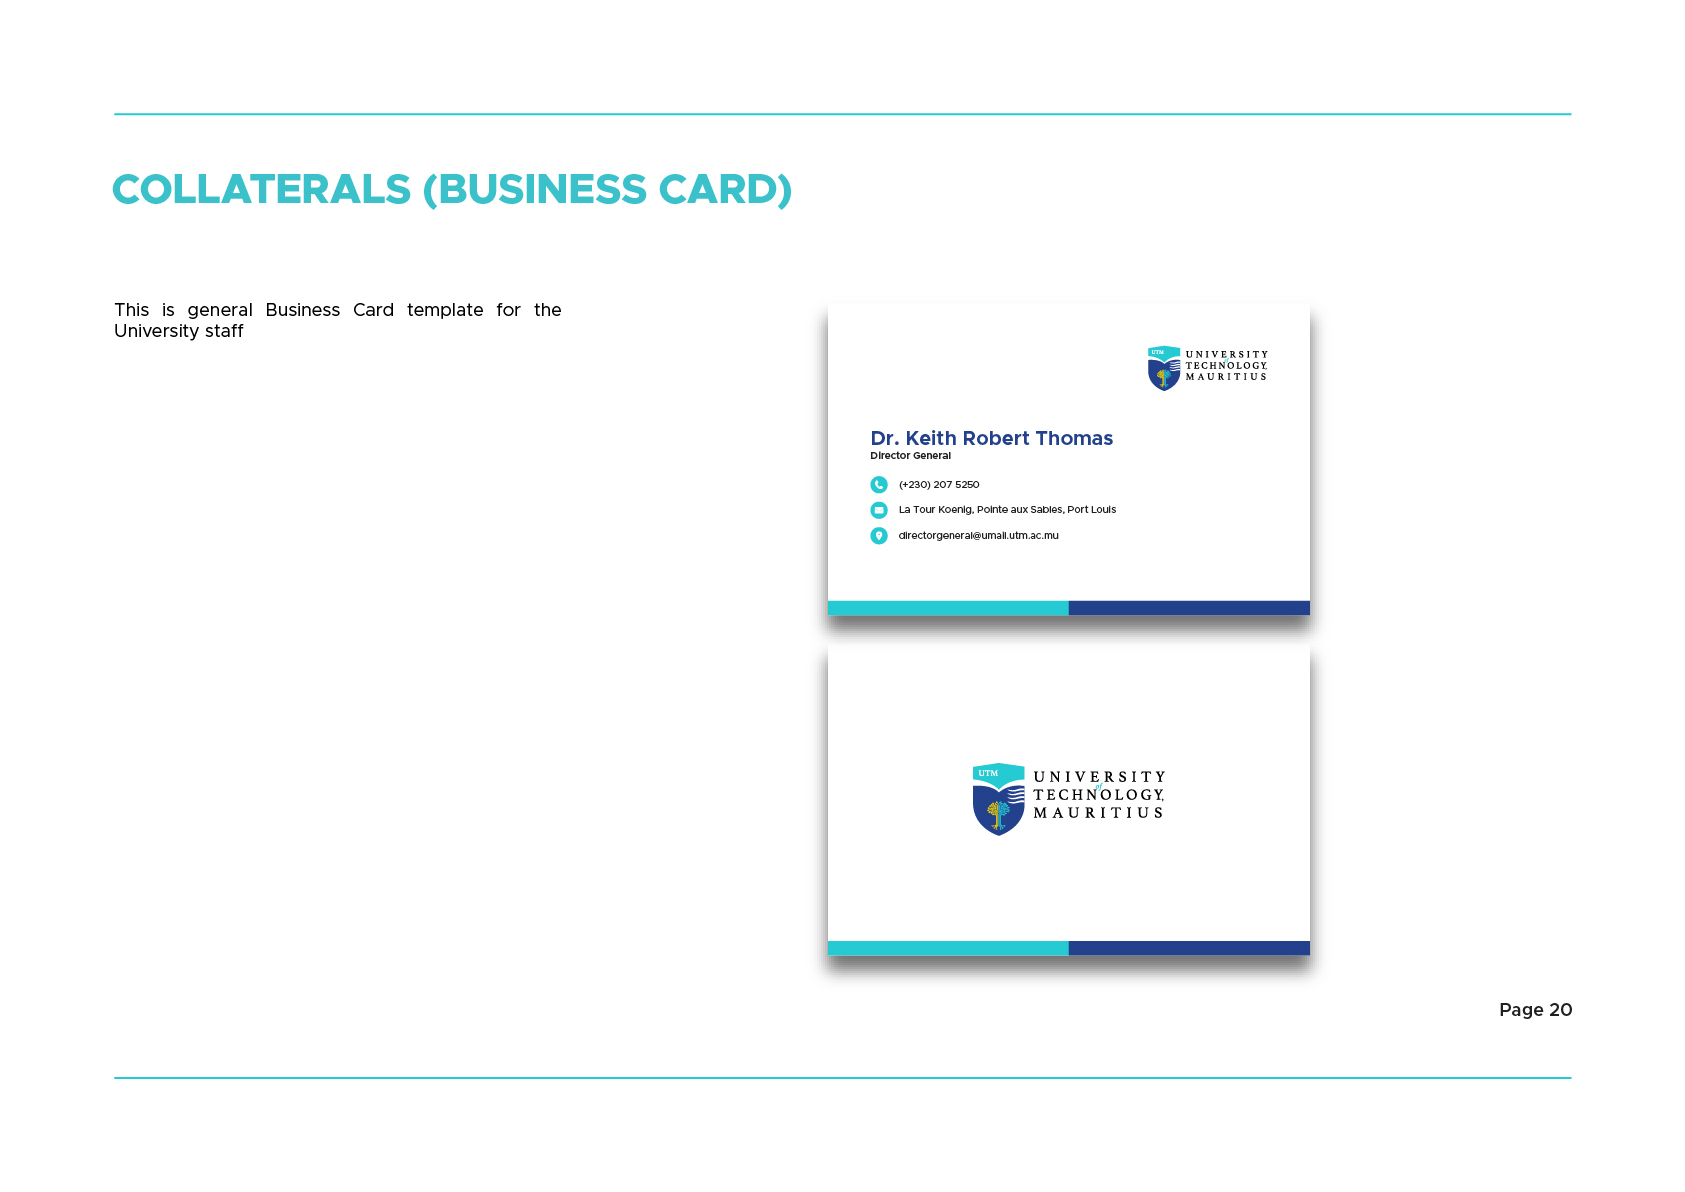 COLLATERALS (BUSINESS CARD)
This is general Business Card template for the
University staff
UTM
UNIVERSITY
of
TECHNOLOGY,
MAURITIUS
Dr. Keith Robert Thomas
Director General
(+230) 207 5250
La Tour Koenig, Pointe aux Sables, Port Louis
directorgeneral@umail.utm.ac.mu
UTM
UNIVERSITY
of
TECHNOLOGY,
MAURITIUS
Page 20